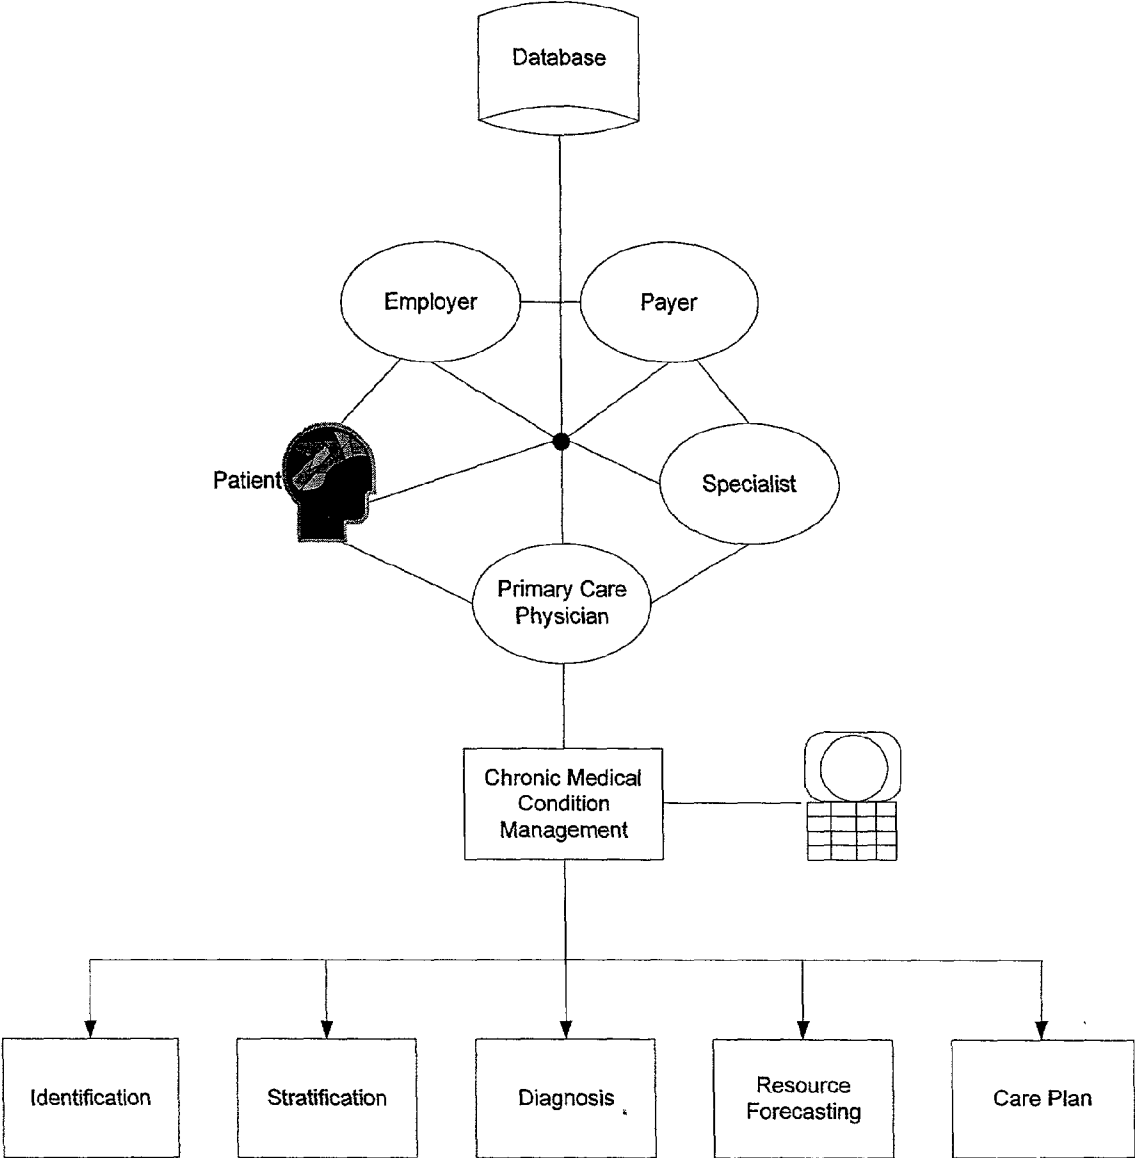 Database
Employer
Payer
Patient
Specialist
Primary Care
Physician
Chronic Medical
Condition
Management
Identification
Stratification
Diagnosis
Resource
Forecasting
Care Plan